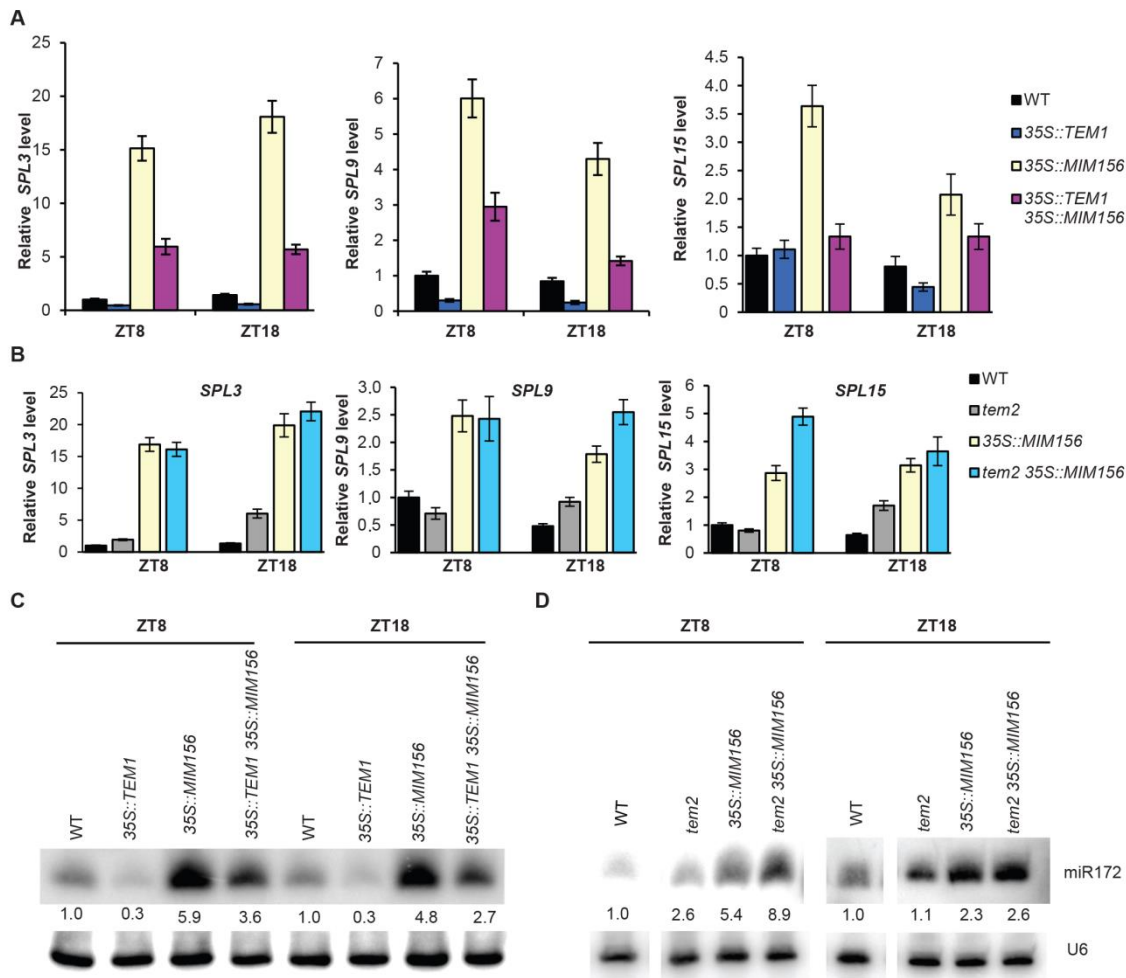 A
Relative SPL3 level
25
20
15
10
5
0
ZT8
ZT18
Relative SPL9 level
7
6
5
4
3
2
1
0
ZT8
ZT18
Relative SPL15 level
4.5
4.0
3.5
3.0
2.5
2.0
1.5
1.0
0.5
0
ZT8
ZT18
WT
35S::TEM1
35S::MIM156
35S::TEM1
35S::MIM156
B
SPL3
Relative SPL3 level
25
20
15
10
5
0
ZT8
ZT18
SPL9
Relative SPL9 level
3.0
2.5
2.0
1.5
1.0
0.5
0
ZT8
ZT18
SPL15
Relative SPL15 level
6
5
4
3
2
1
0
ZT8
ZT18
WT
tem2
35S::MIM156
tem2 35S::MIM156
C
ZT8
ZT18
WT
35S::TEM1
35S::MIM156
35S::TEM1 35S::MIM156
WT
35S::TEM1
35S::MIM156
35S::TEM1 35S::MIM156
1.0 0.3 5.9 3.6 1.0 0.3 4.8 2.7
D
ZT8
ZT18
WT
tem2
35S::MIM156
tem2 35S::MIM156
WT
tem2
35S::MIM156
tem2 35S::MIM156
miR172
1.0 2.6 5.4 8.9 1.0 1.1 2.3 2.6
U6